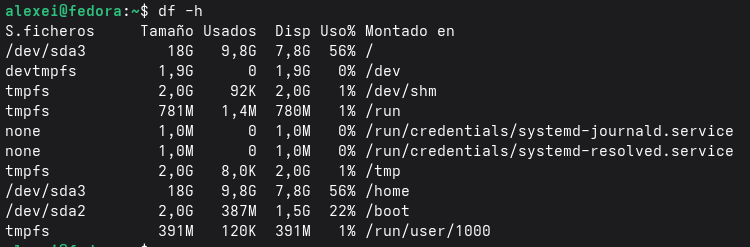 alexei@fedora:~$ df -h
S.ficheros Tamaño Usados Disp Uso% Montado en
/dev/sda3 18G 9,8G 7,8G 56% /
devtmpfs 1,9G 0 1,9G 0% /dev
tmpfs 2,0G 92K 2,0G 1% /dev/shm
tmpfs 781M 1,4M 780M 1% /run
none 1,0M 0 1,0M 0% /run/credentials/systemd-journald.service
none 1,0M 0 1,0M 0% /run/credentials/systemd-resolved.service
tmpfs 2,0G 8,0K 2,0G 1% /tmp
/dev/sda3 18G 9,8G 7,8G 56% /home
/dev/sda2 2,0G 387M 1,5G 22% /boot
tmpfs 391M 120K 391M 1% /run/user/1000